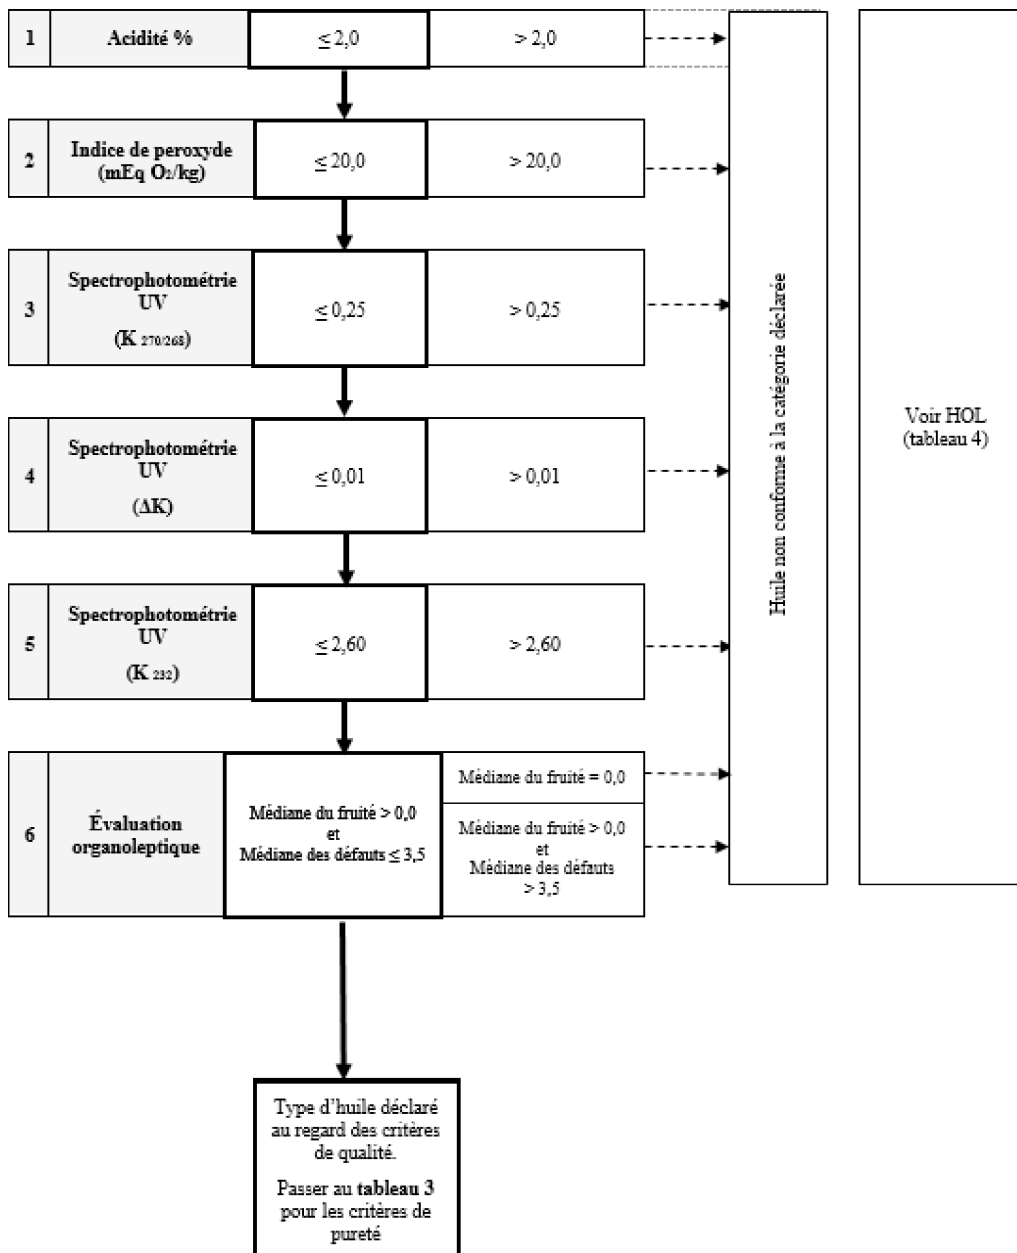 1
Acidité %
≤ 2,0
> 2,0
2
Indice de peroxyde
(mEq O2/kg)
≤ 20,0
> 20,0
3
Spectrophotométrie
UV
(K 270/268)
≤ 0,25
> 0,25
4
Spectrophotométrie
UV
(ΔK)
≤ 0,01
> 0,01
5
Spectrophotométrie
UV
(K 232)
≤ 2,60
> 2,60
6
Évaluation
organoleptique
Médiane du fruité > 0,0
et
Médiane des défauts ≤ 3,5
Médiane du fruité = 0,0
Médiane du fruité > 0,0
et
Médiane des défauts
> 3,5
Huile non conforme à la catégorie déclarée
Voir HOL
(tableau 4)
Type d’huile déclaré
au regard des critères
de qualité.
Passer au tableau 3
pour les critères de
pureté